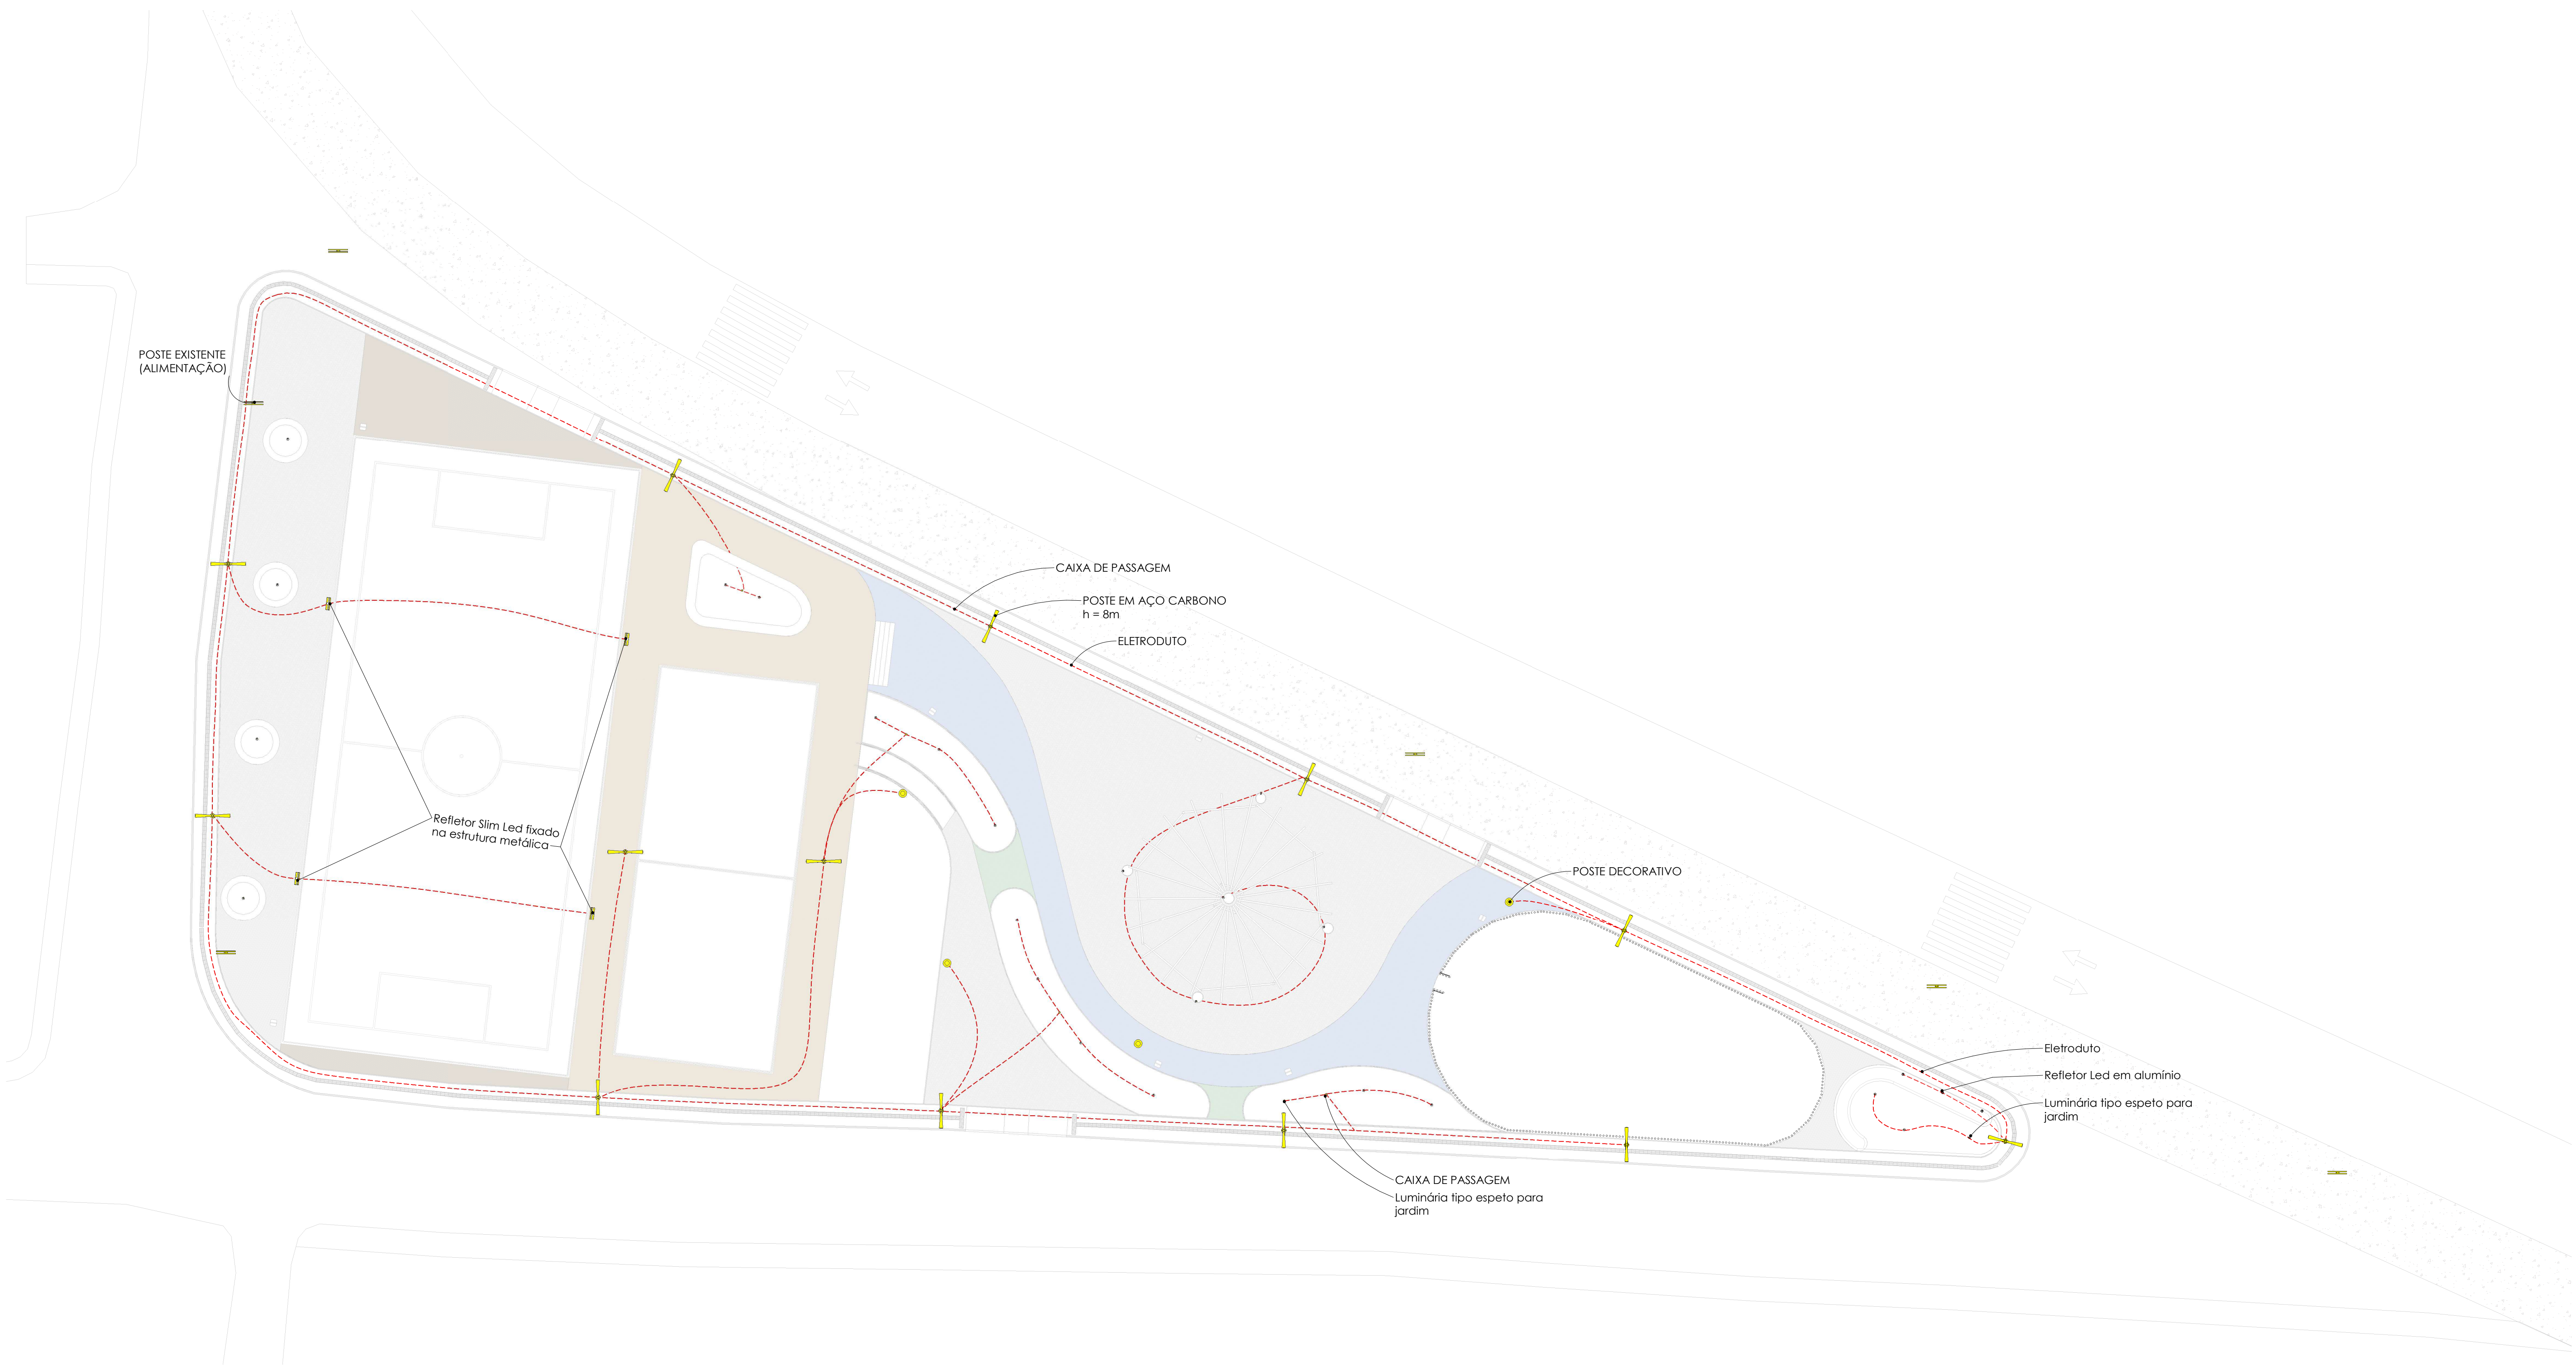 POSTE EXISTENTE
(ALIMENTAÇÃO)
CAIXA DE PASSAGEM
POSTE EM AÇO CARBONO
h = 8m
ELETRODUTO
Refletor Slim Led fixado
na estrutura metálica
POSTE DECORATIVO
Eletroduto
Refletor Led em alumínio
Luminária tipo espeto para
jardim
CAIXA DE PASSAGEM
Luminária tipo espeto para
jardim